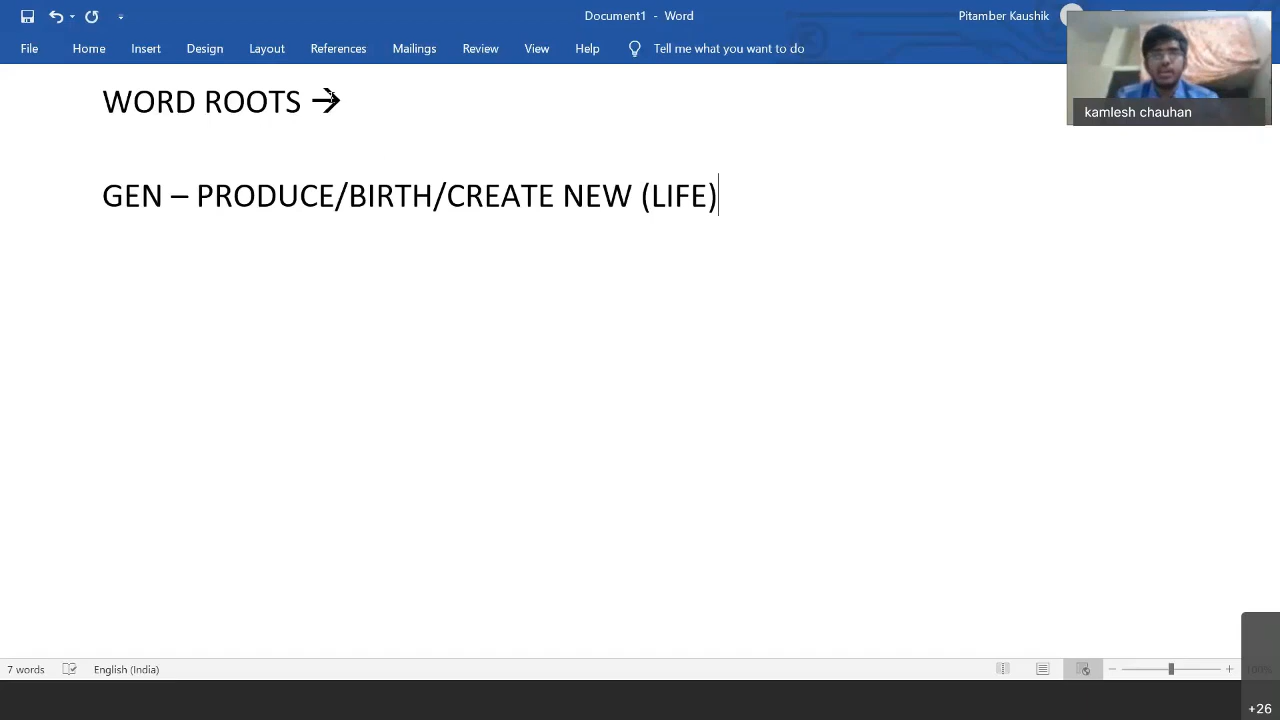 Document1 - Word
Pitamber Kaushik
File Home Insert Design Layout References Mailings Review View Help Tell me what you want to do
kamlesh chauhan
WORD ROOTS →
GEN – PRODUCE/BIRTH/CREATE NEW (LIFE)
7 words English (India)
100%
+26